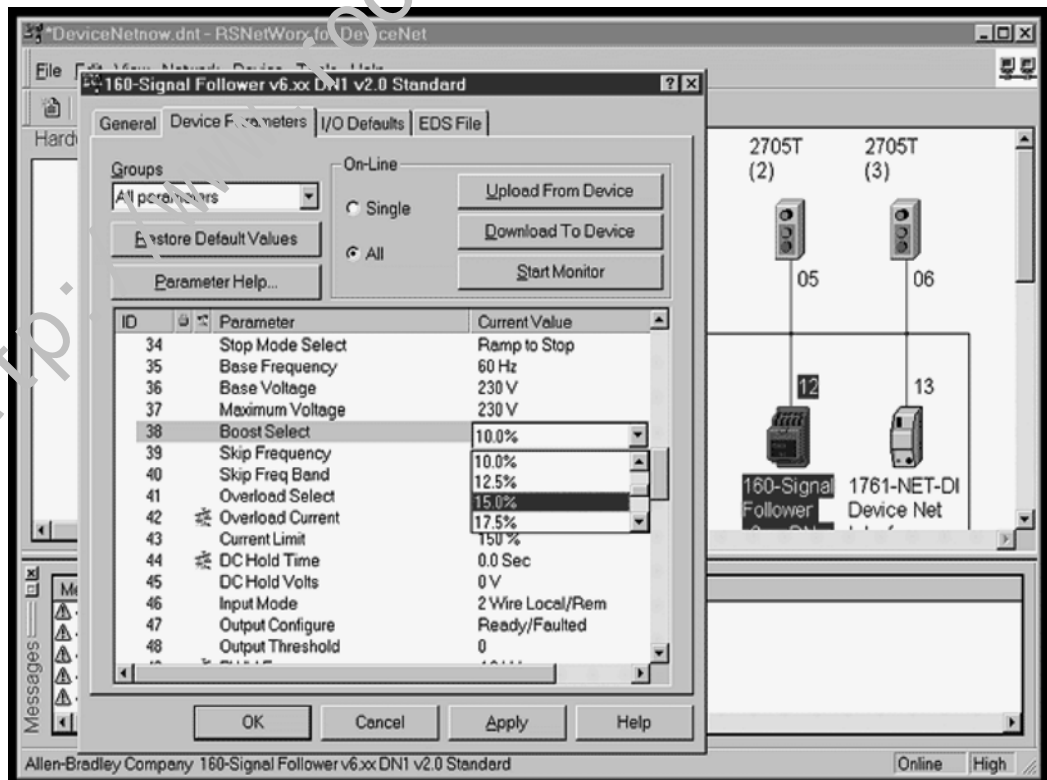 *DeviceNetnow.dnt - RSNetWorx for DeviceNet
File
160-Signal Follower v6.xx DN1 v2.0 Standard
General Device Parameters I/O Defaults EDS File
Groups
All parameters
Restore Default Values
Parameter Help...
On-Line
Single
All
Upload From Device
Download To Device
Start Monitor
ID Parameter Current Value
34 Stop Mode Select Ramp to Stop
35 Base Frequency 60 Hz
36 Base Voltage 230 V
37 Maximum Voltage 230 V
38 Boost Select 10.0%
39 Skip Frequency
40 Skip Freq Band
41 Overload Select
42 Overload Current
43 Current Limit 150 %
44 DC Hold Time 0.0 Sec
45 DC Hold Volts 0 V
46 Input Mode 2 Wire Local/Rem
47 Output Configure Ready/Faulted
48 Output Threshold 0
10.0%
12.5%
15.0%
17.5%
OK Cancel Apply Help
2705T
(2)
2705T
(3)
05
06
12
13
160-Signal
Follower
1761-NET-DI
Device Net
Messages
Allen-Bradley Company 160-Signal Follower v6.xx DN1 v2.0 Standard
Online High